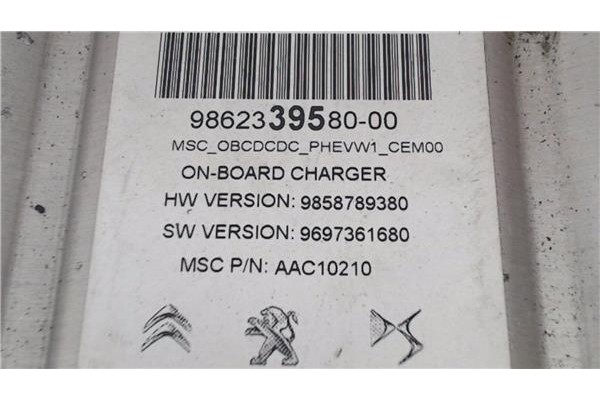 9862339580-00
MSC_OBCDCDC_PHEVW1_CEM00
ON-BOARD CHARGER
HW VERSION: 9858789380
SW VERSION: 9697361680
MSC P/N: AAC10210